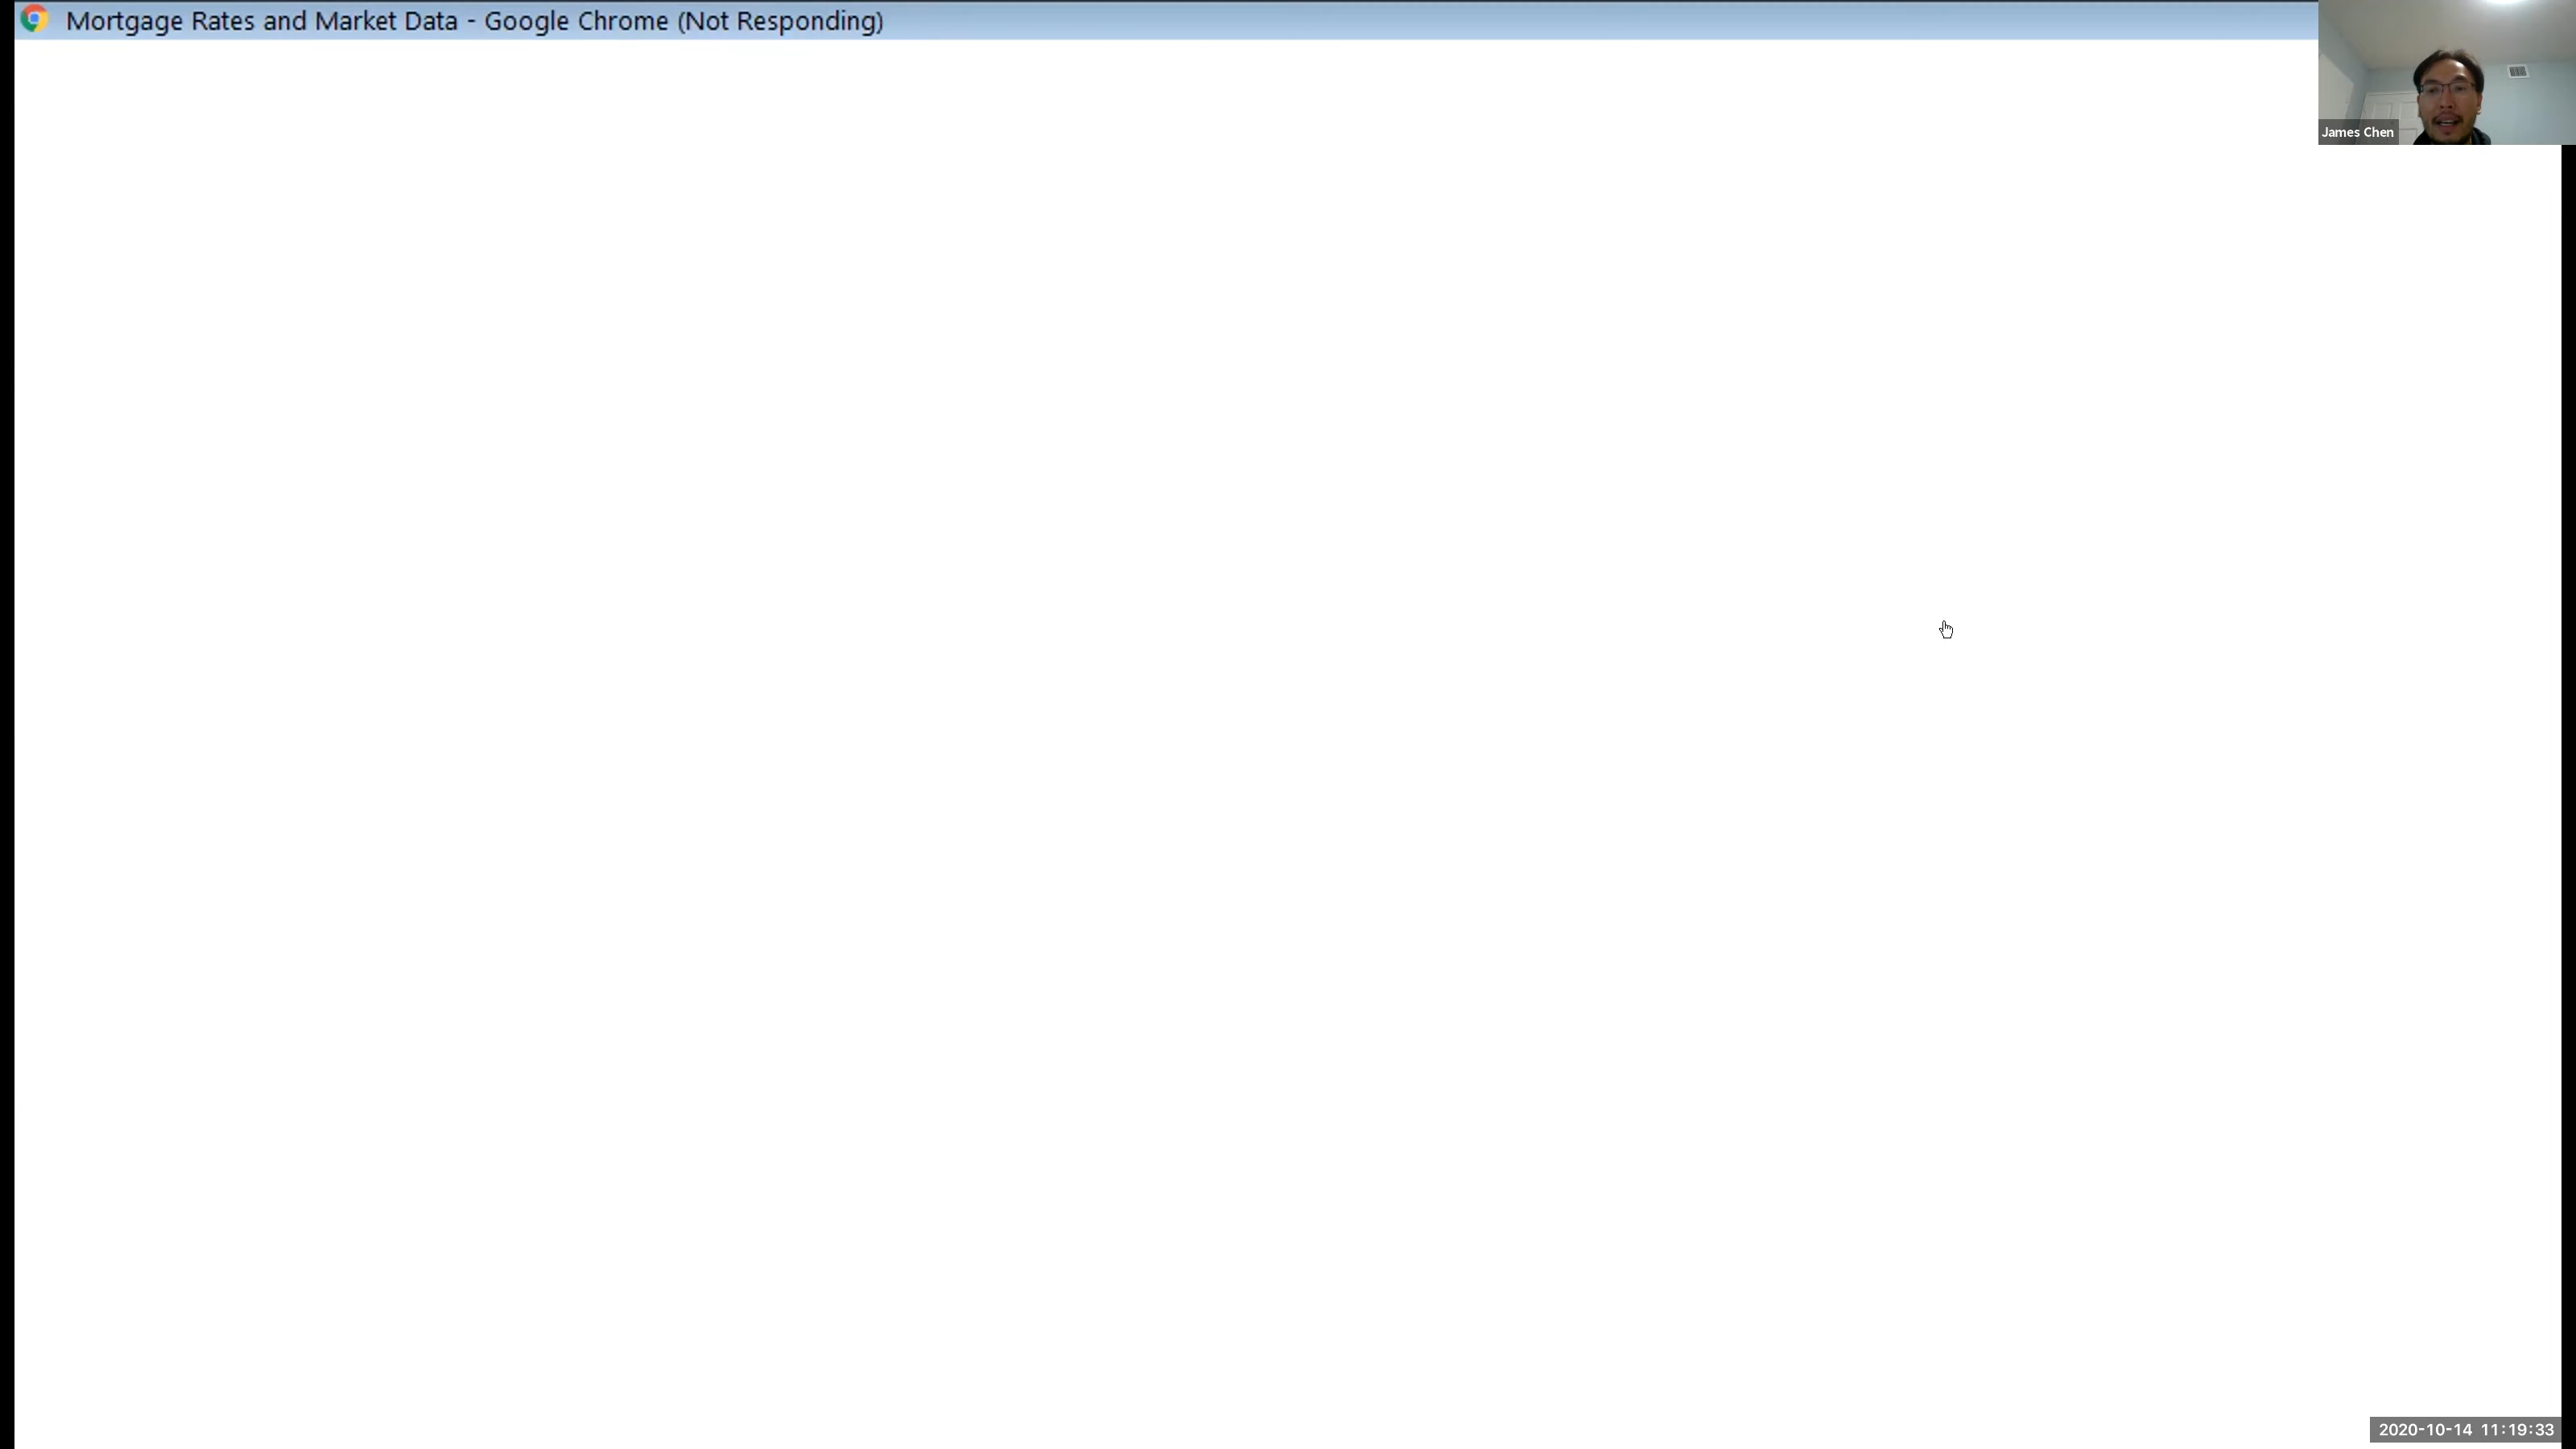 Mortgage Rates and Market Data - Google Chrome (Not Responding)
James Chen
2020-10-14 11:19:33